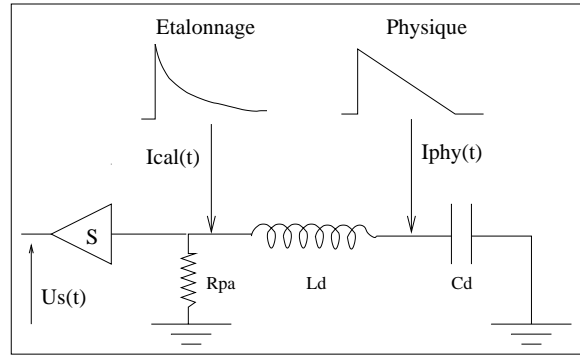 Etalonnage
Physique
Ical(t)
Iphy(t)
S
Rpa
Ld
Cd
Us(t)